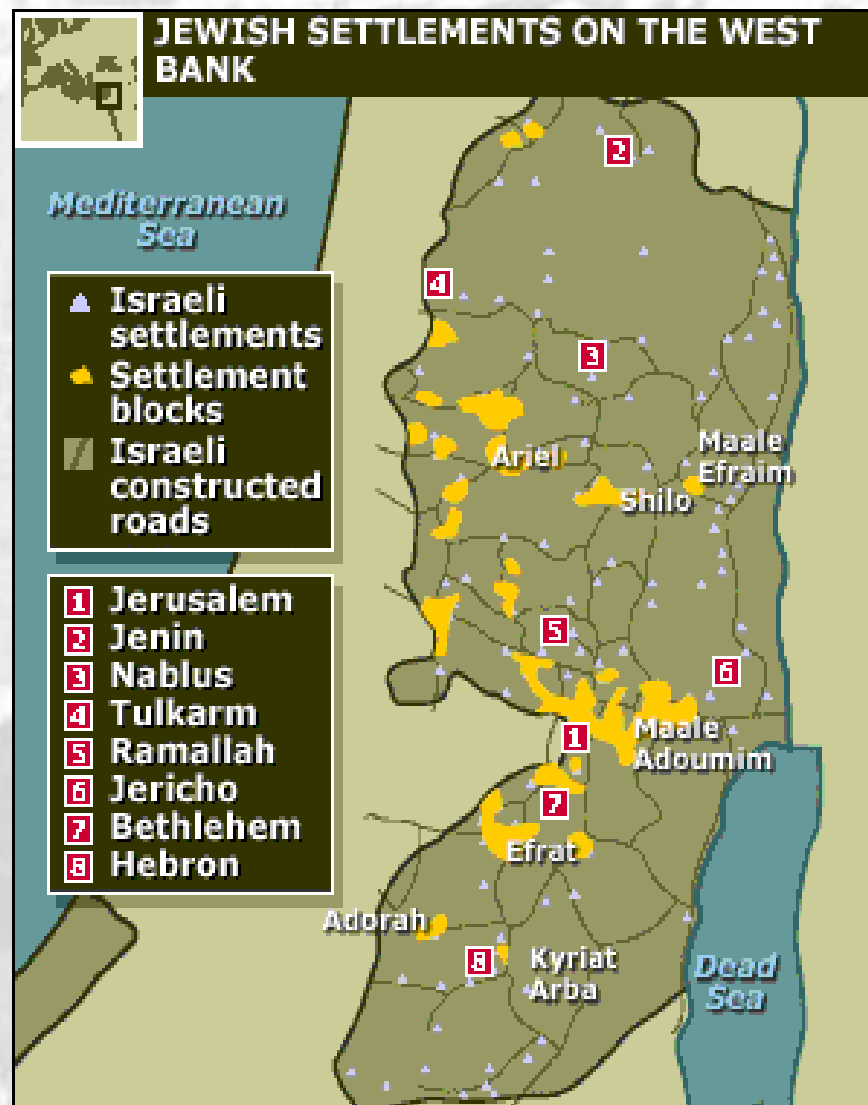 JEWISH SETTLEMENTS ON THE WEST
BANK
Mediterranean
Sea
Israeli
settlements
Settlement
blocks
Israeli
constructed
roads
1 Jerusalem
2 Jenin
3 Nablus
4 Tulkarm
5 Ramallah
6 Jericho
7 Bethlehem
8 Hebron
2
4
3
Ariel
Maale
Efraim
Shilo
5
6
1
Maale
Adoumim
7
Efrat
Adorah
8
Kyriat
Arba
Dead
Sea